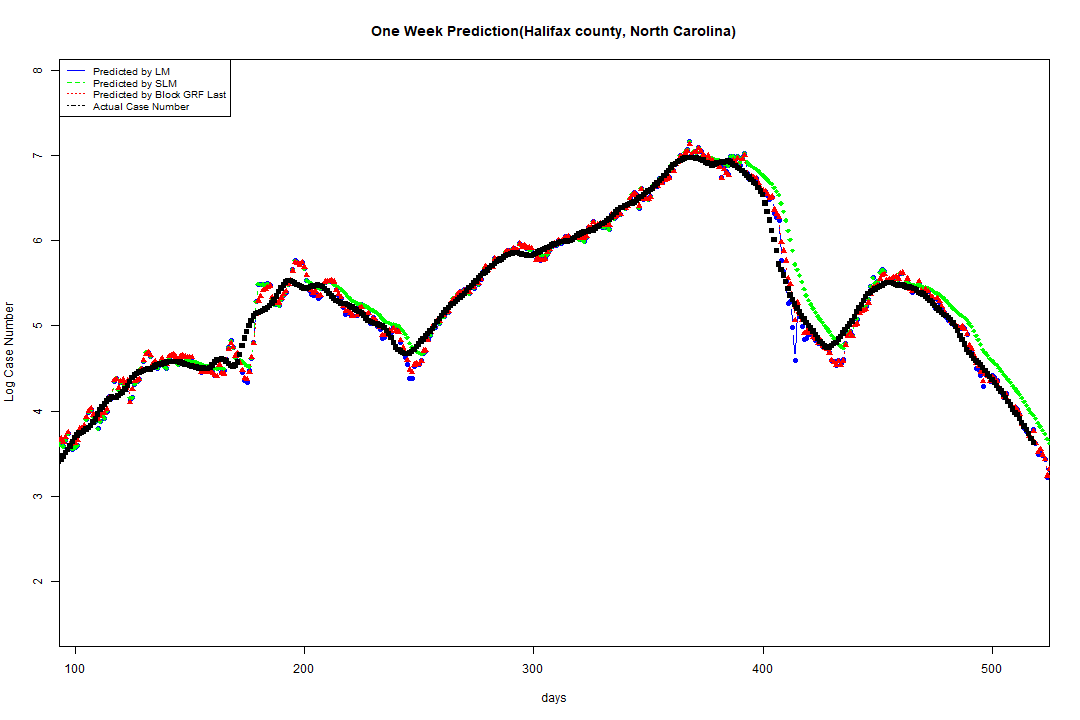 One Week Prediction(Halifax county, North Carolina)
Predicted by LM
Predicted by SLM
Predicted by Block GRF Last
Actual Case Number
8
7
6
5
4
3
2
Log Case Number
100 200 300 400 500
days